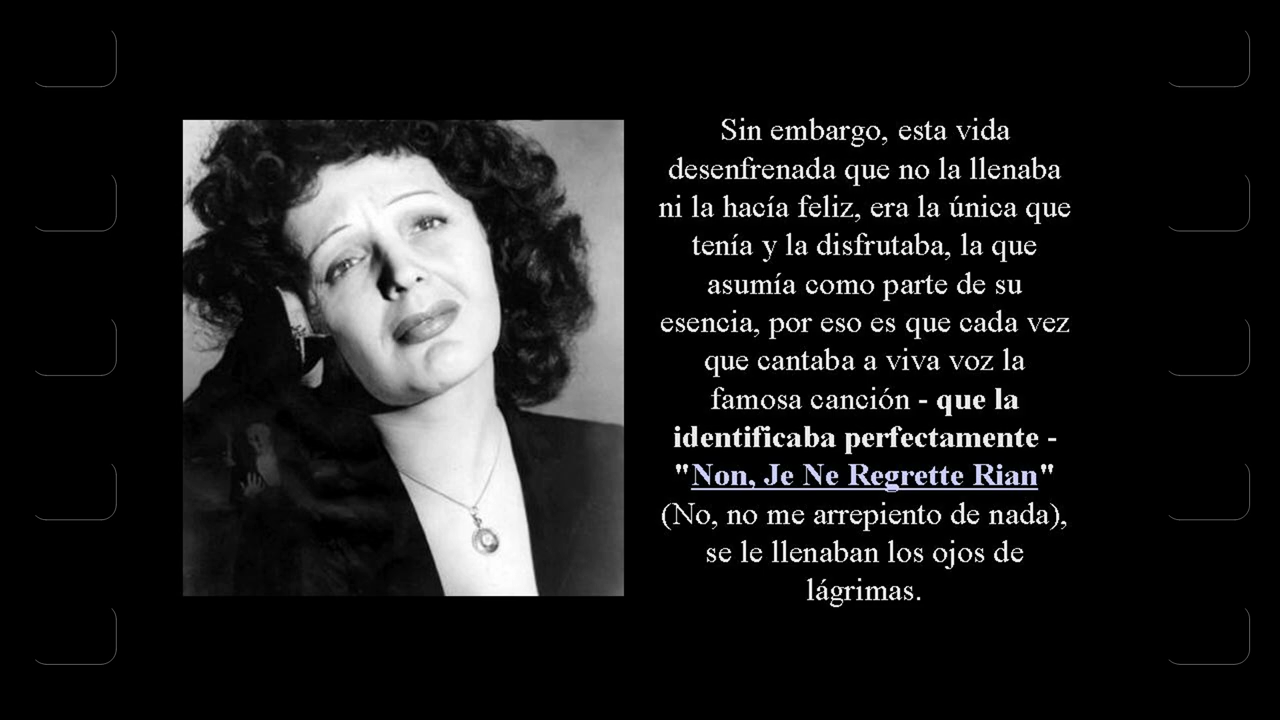 Sin embargo, esta vida
desenfrenada que no la llenaba
ni la hacía feliz, era la única que
tenía y la disfrutaba, la que
asumía como parte de su
esencia, por eso es que cada vez
que cantaba a viva voz la
famosa canción - que la
identificaba perfectamente -
"Non, Je Ne Regrette Rian"
(No, no me arrepiento de nada),
se le llenaban los ojos de
lágrimas.